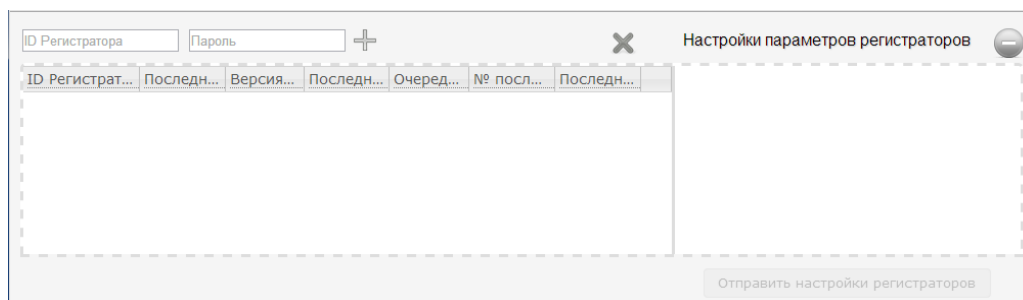 ID Регистратора Пароль Настройки параметров регистраторов
ID Регистрат... Последн... Версия... Последн... Очеред... № посл... Последн...
Отправить настройки регистраторов